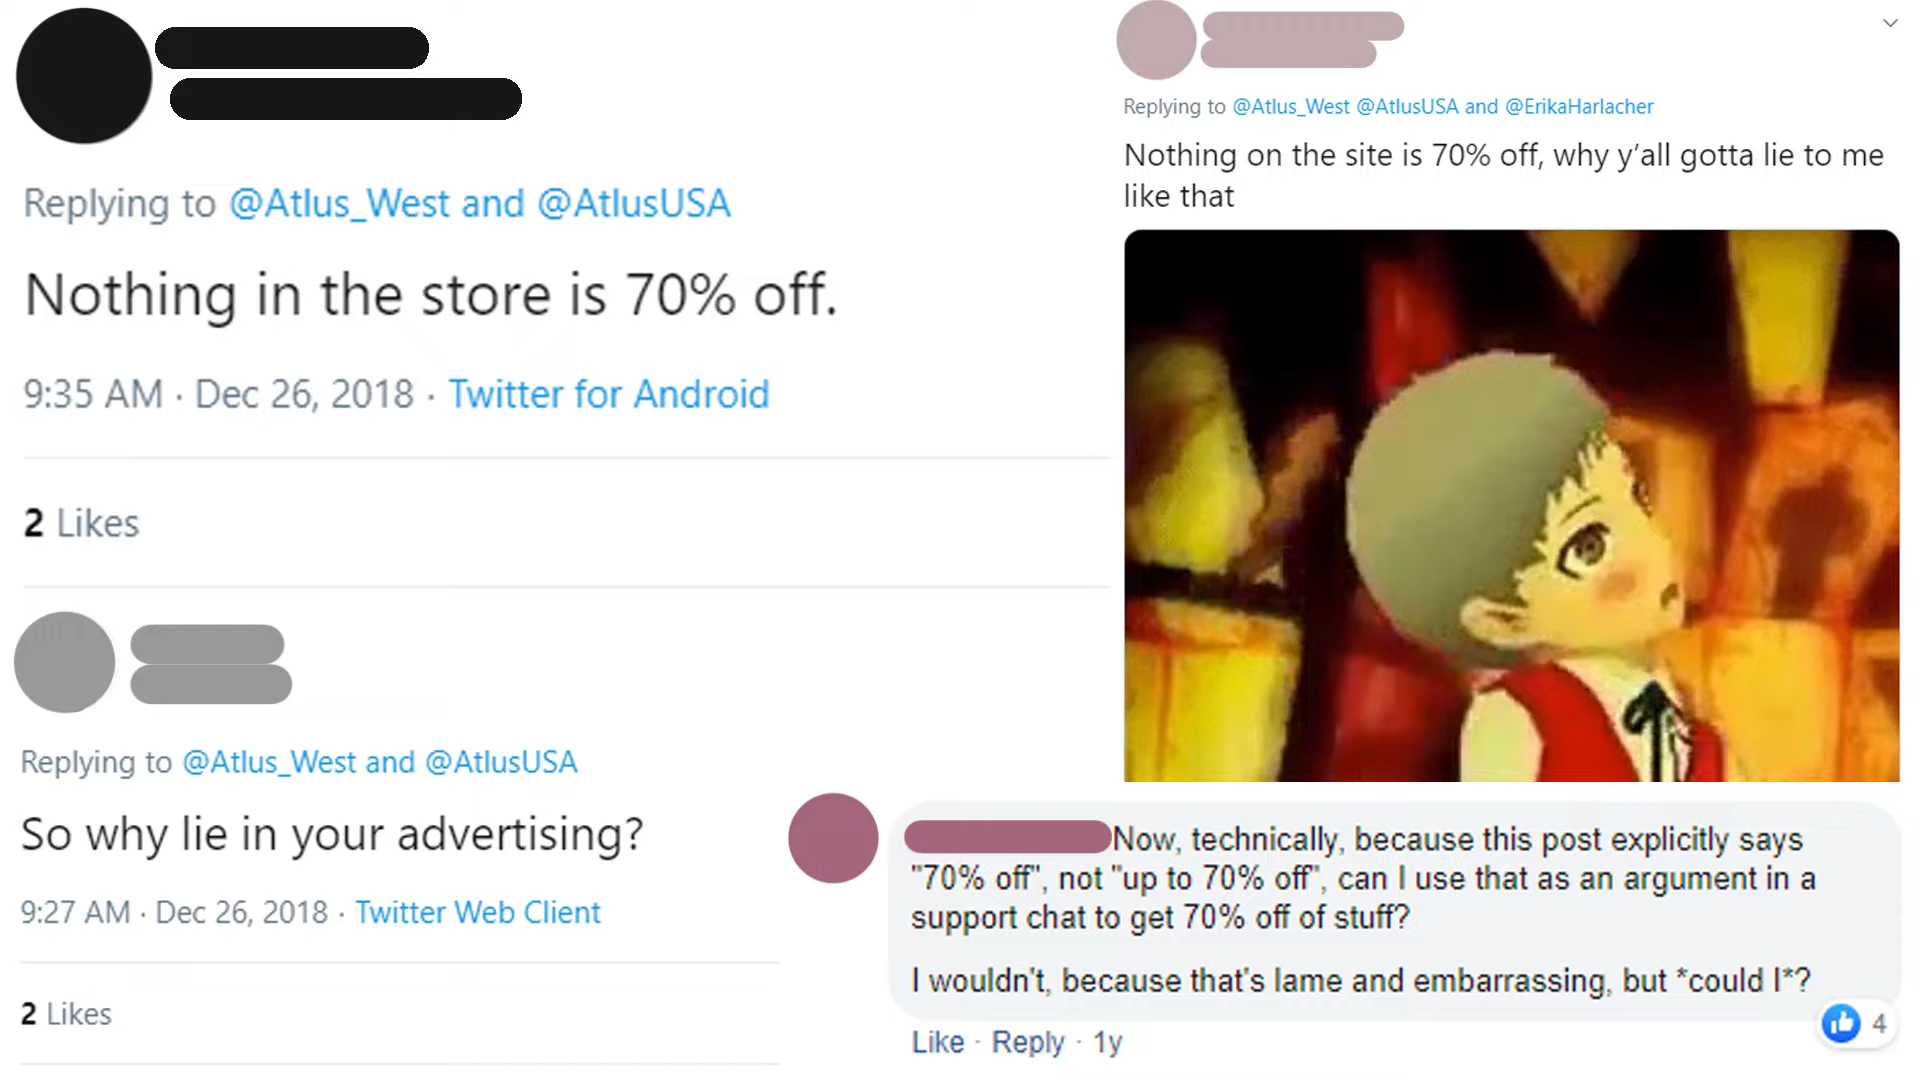 Replying to @Atlus_West and @AtlusUSA
Nothing in the store is 70% off.
9:35 AM · Dec 26, 2018 · Twitter for Android
2 Likes
Replying to @Atlus_West and @AtlusUSA
So why lie in your advertising?
9:27 AM · Dec 26, 2018 · Twitter Web Client
2 Likes
Replying to @Atlus_West @AtlusUSA and @ErikaHarlacher
Nothing on the site is 70% off, why y’all gotta lie to me
like that
Now, technically, because this post explicitly says
"70% off", not "up to 70% off", can I use that as an argument in a
support chat to get 70% off of stuff?
I wouldn't, because that's lame and embarrassing, but *could I*?
4
Like · Reply · 1y